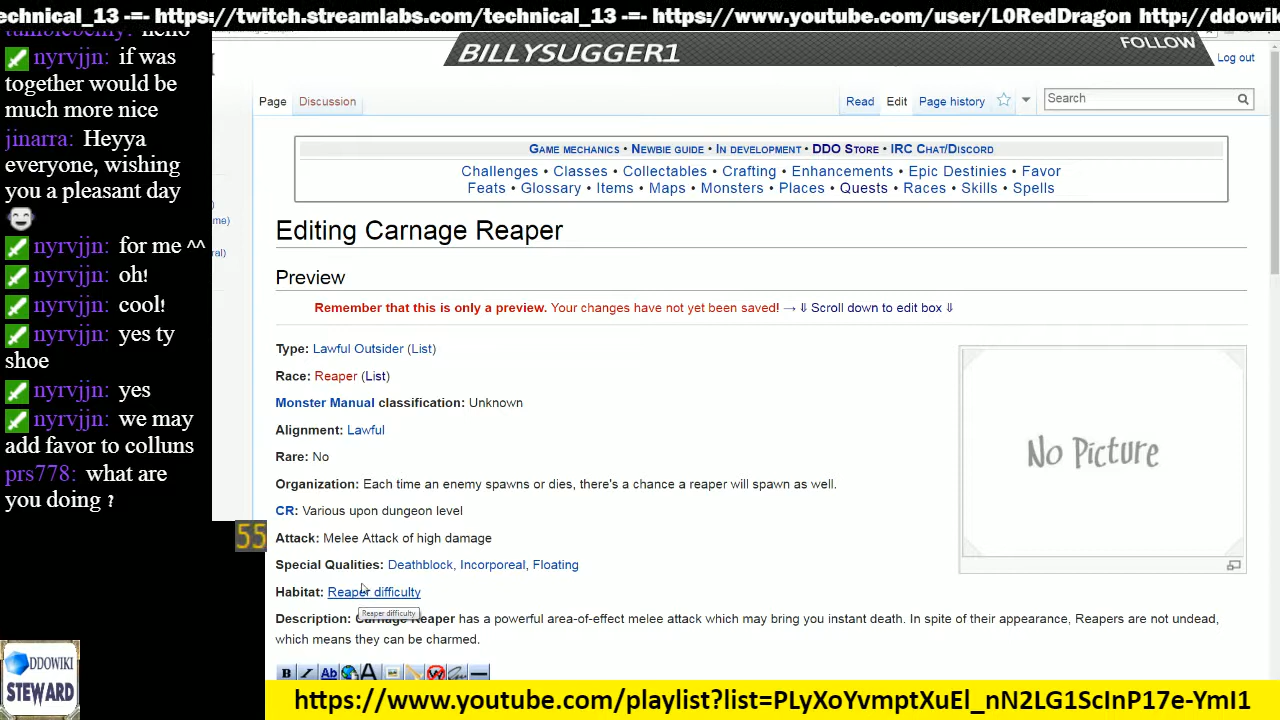 echnical_13 -=- https://twitch.streamlabs.com/technical_13 -=- https://www.youtube.com/user/L0RedDragon http://ddowik
hello
nyrvjjn: if was
together would be
much more nice
jinarra: Heyya
everyone, wishing
you a pleasant day
nyrvjjn: for me ^^
nyrvjjn: oh!
nyrvjjn: cool!
nyrvjjn: yes ty
shoe
nyrvjjn: yes
nyrvjjn: we may
add favor to colluns
prs778: what are
you doing ?
55
DDOWIKI
STEWARD
BILLYSUGGER1
FOLLOW
Log out
Page Discussion Read Edit Page history Search
Game mechanics • Newbie guide • In development • DDO Store • IRC Chat/Discord
Challenges • Classes • Collectables • Crafting • Enhancements • Epic Destinies • Favor
Feats • Glossary • Items • Maps • Monsters • Places • Quests • Races • Skills • Spells
me)
ral)
Editing Carnage Reaper
Preview
Remember that this is only a preview. Your changes have not yet been saved! → ⇓ Scroll down to edit box ⇓
Type: Lawful Outsider (List)
Race: Reaper (List)
Monster Manual classification: Unknown
Alignment: Lawful
Rare: No
Organization: Each time an enemy spawns or dies, there's a chance a reaper will spawn as well.
CR: Various upon dungeon level
Attack: Melee Attack of high damage
Special Qualities: Deathblock, Incorporeal, Floating
Habitat: Reaper difficulty
Reaper difficulty
Description: Carnage Reaper has a powerful area-of-effect melee attack which may bring you instant death. In spite of their appearance, Reapers are not undead,
which means they can be charmed.
No Picture
B I Ab A W
https://www.youtube.com/playlist?list=PLyXoYvmptXuEl_nN2LG1ScInP17e-YmI1